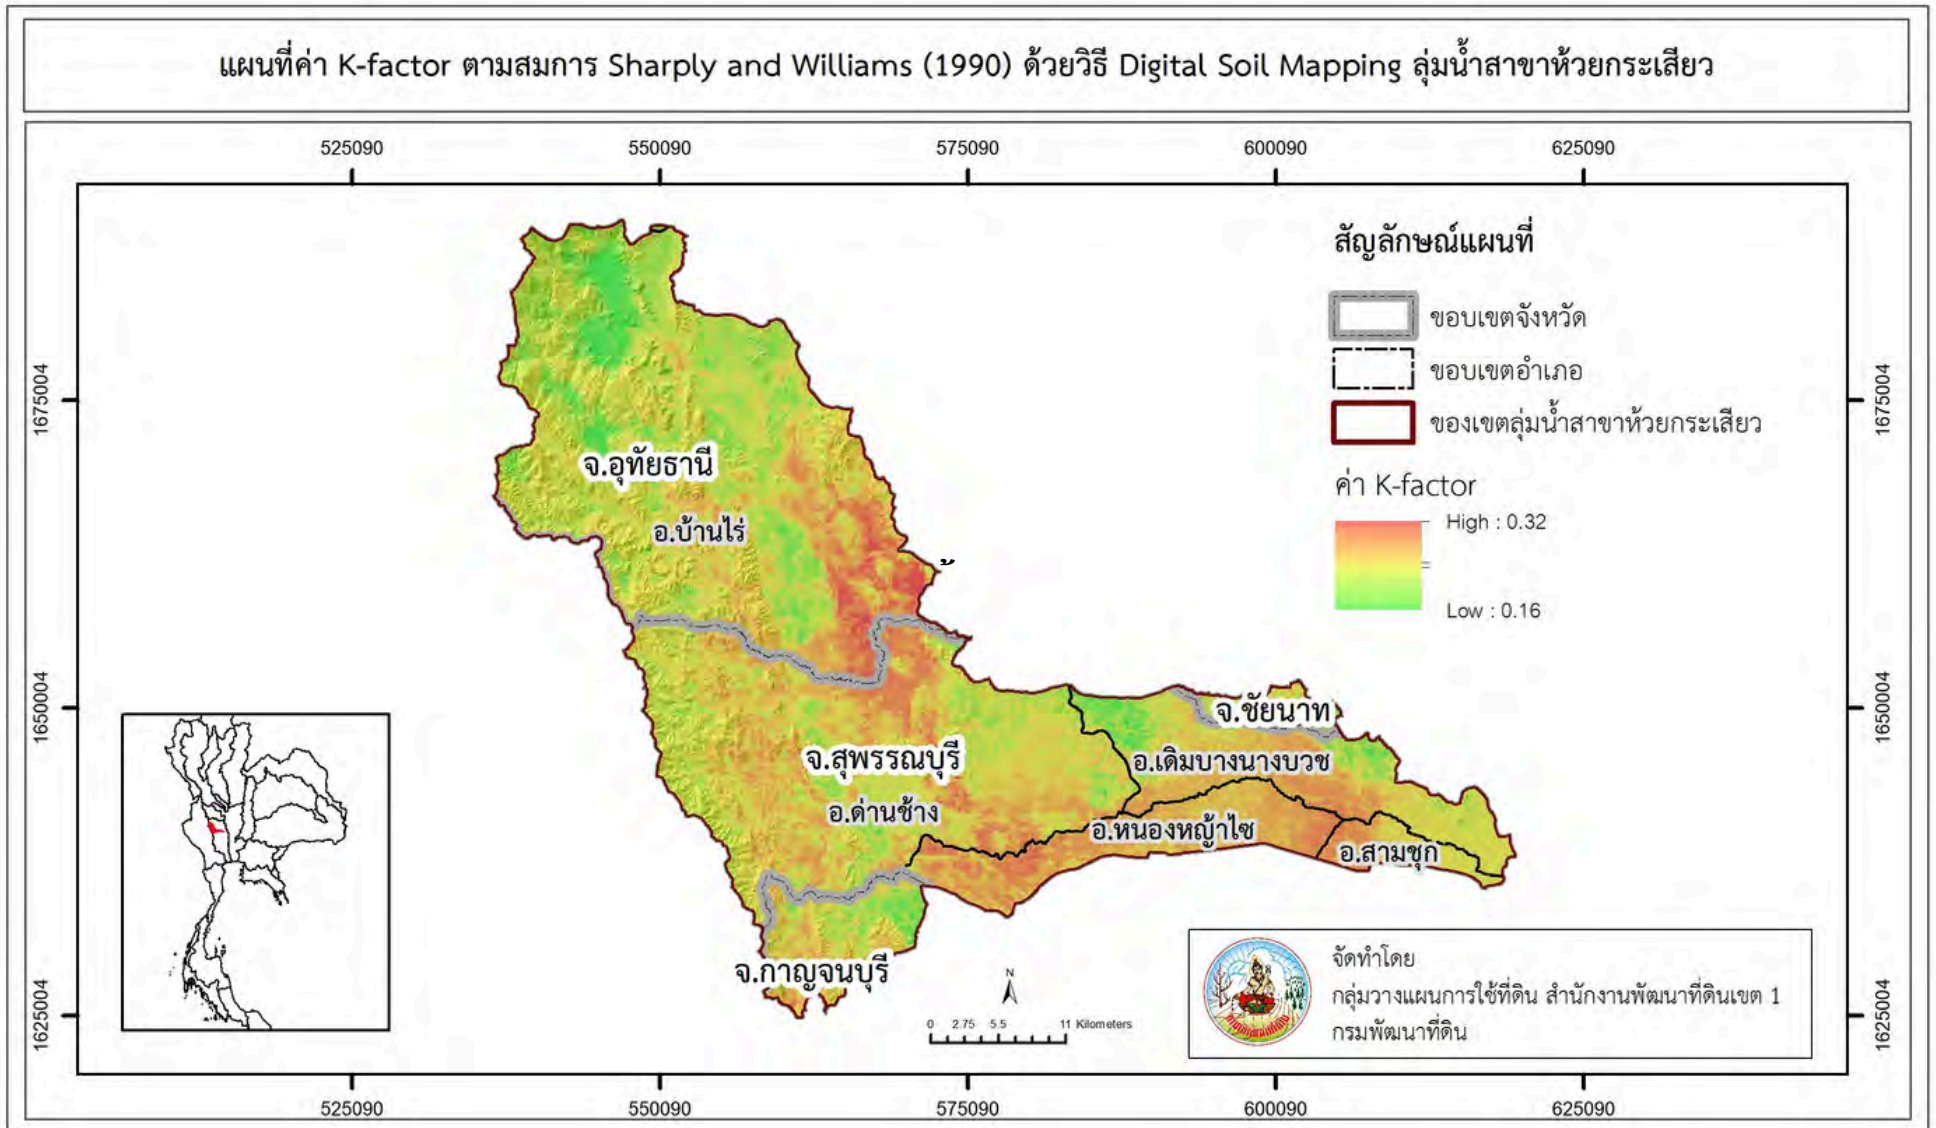 แผนที่ค่า K-factor ตามสมการ Sharply and Williams (1990) ด้วยวิธี Digital Soil Mapping ลุ่มน้ำสาขาห้วยกระเสียว
525090 550090 575090 600090 625090
สัญลักษณ์แผนที่
ขอบเขตจังหวัด
ขอบเขตอำเภอ
ของเขตลุ่มน้ำสาขาห้วยกระเสียว
ค่า K-factor
High : 0.32
Low : 0.16
1675004 1675004
จ.อุทัยธานี
อ.บ้านไร่
1650004 1650004
จ.ชัยนาท
จ.สุพรรณบุรี
อ.เดิมบางนางบวช
อ.ด่านช้าง
อ.หนองหญ้าไซ
อ.สามชุก
จ.กาญจนบุรี
N
0 2.75 5.5 11 Kilometers
จัดทำโดย
กลุ่มวางแผนการใช้ที่ดิน สำนักงานพัฒนาที่ดินเขต 1
กรมพัฒนาที่ดิน
1625004 1625004
525090 550090 575090 600090 625090